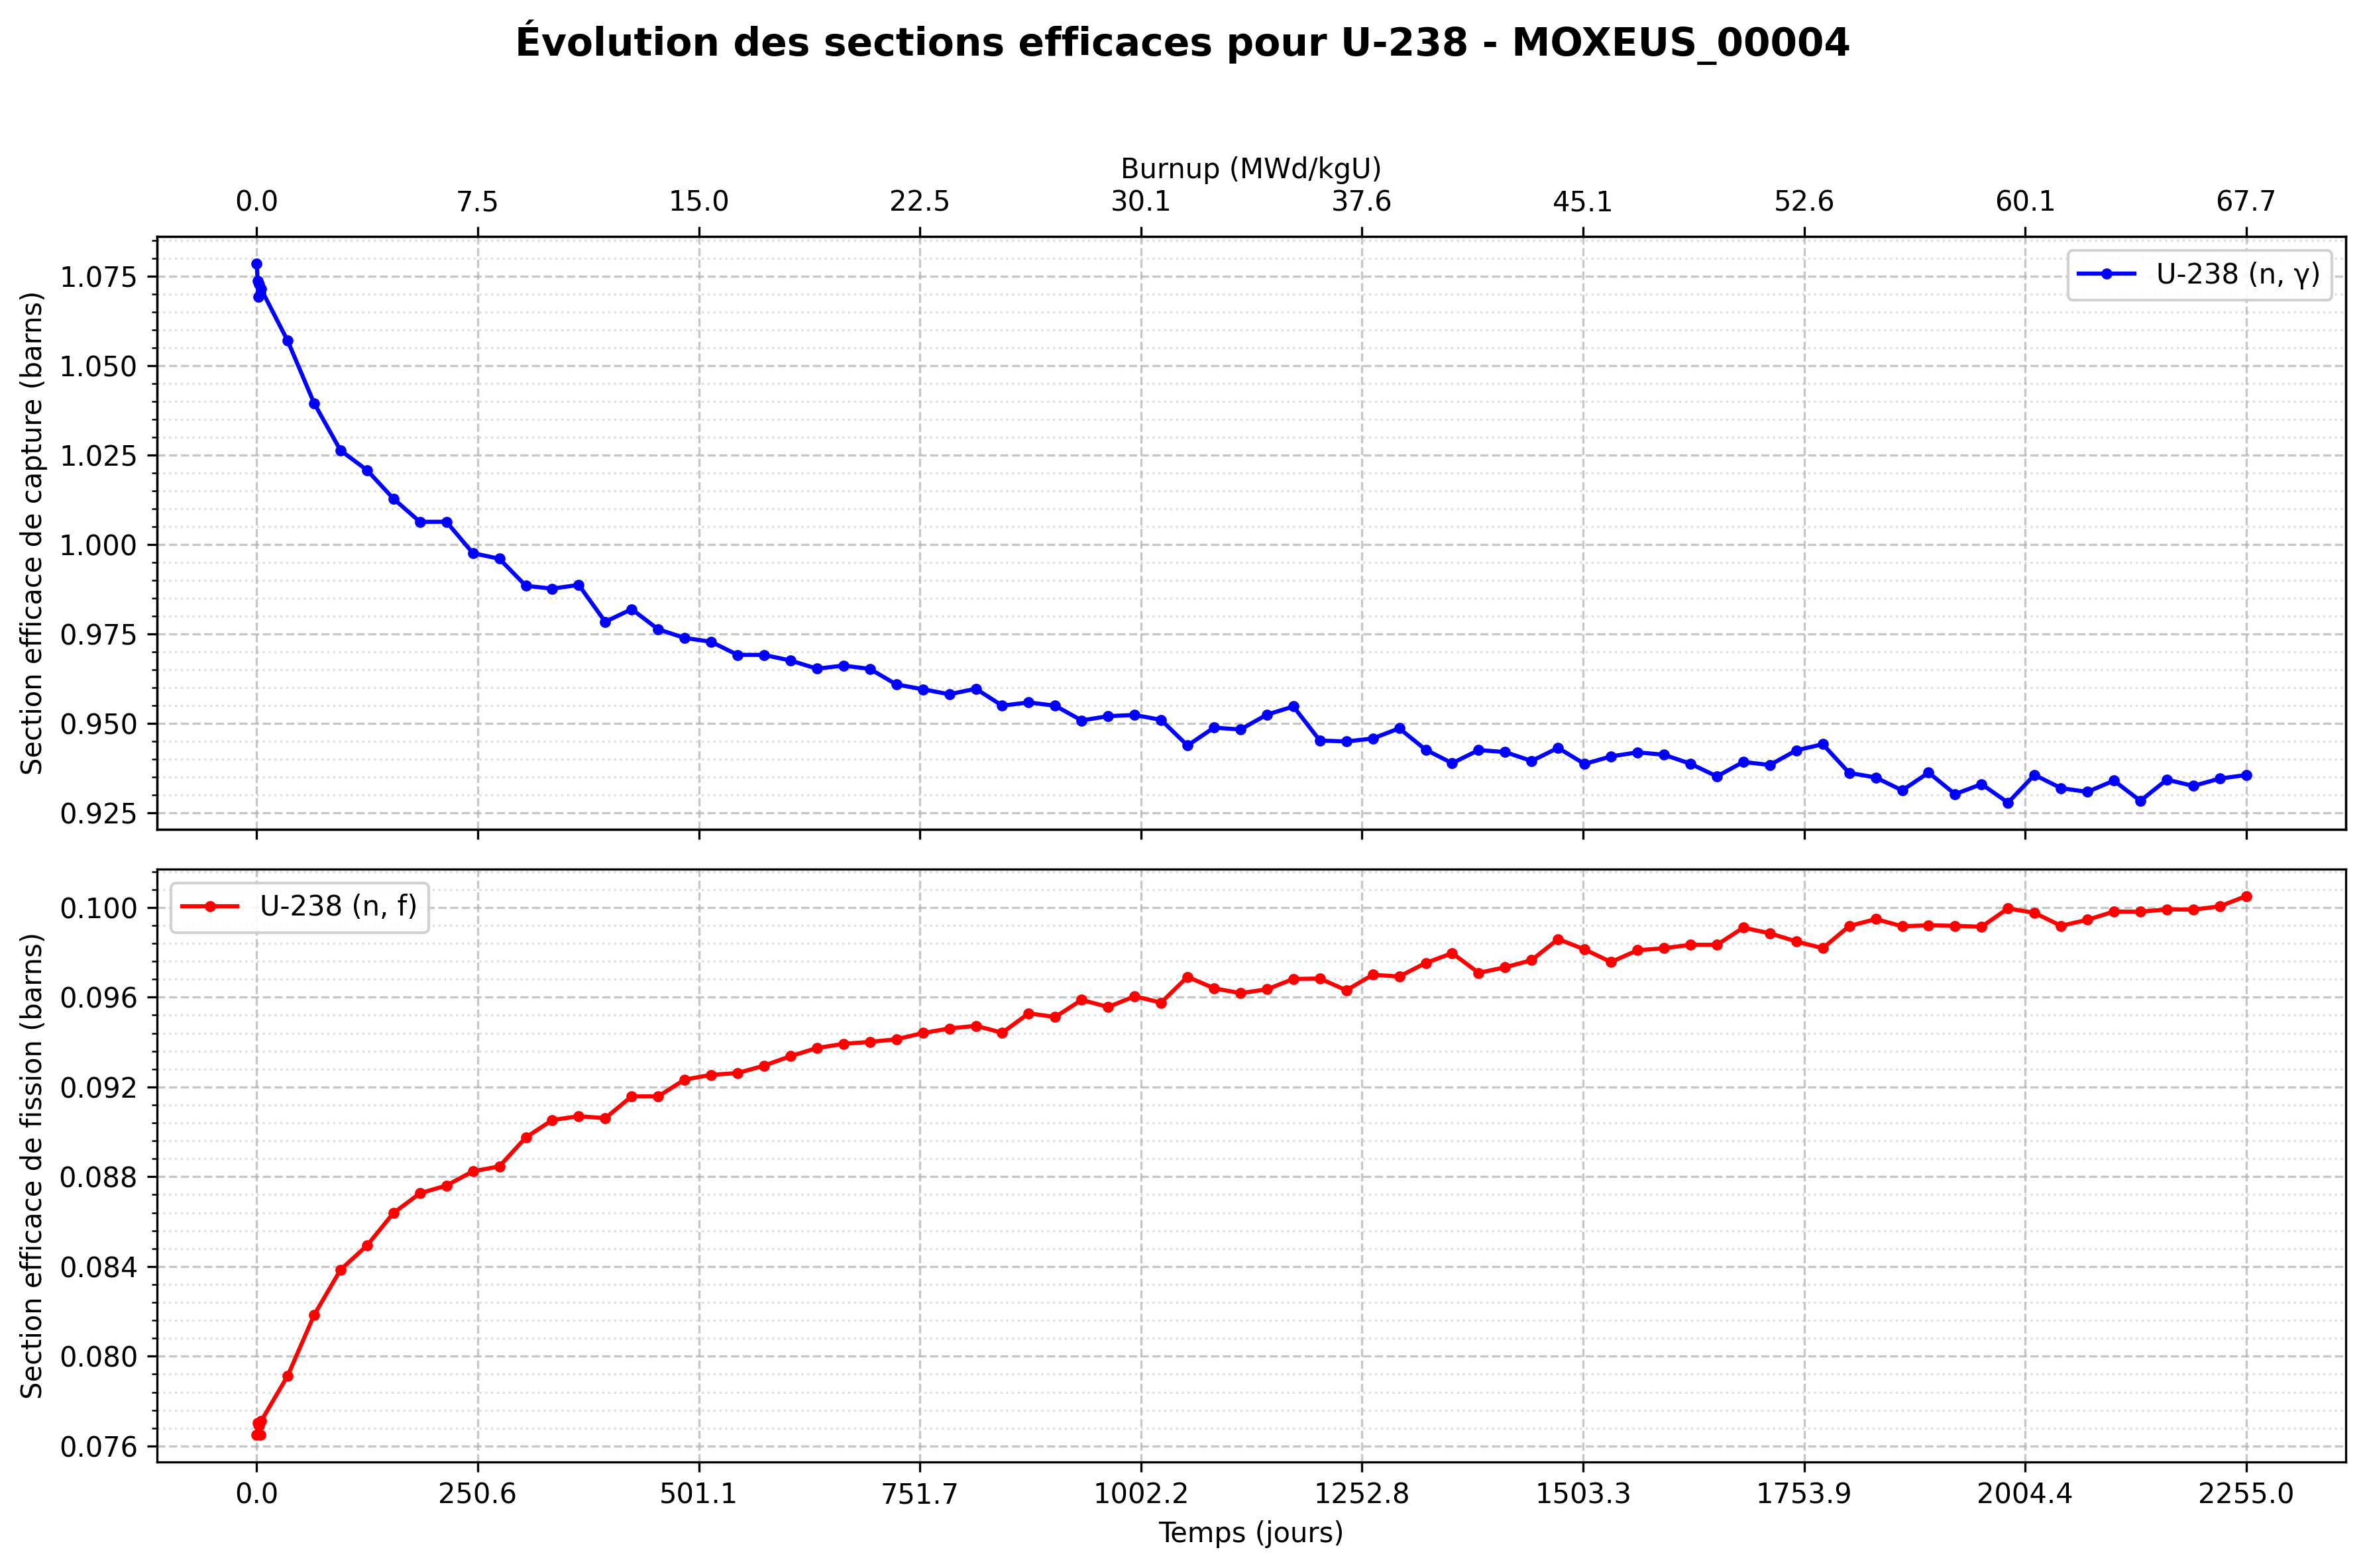 Évolution des sections efficaces pour U-238 - MOXEUS_00004
Burnup (MWd/kgU)
0.0 7.5 15.0 22.5 30.1 37.6 45.1 52.6 60.1 67.7
Section efficace de capture (barns)
1.075
1.050
1.025
1.000
0.975
0.950
0.925
U-238 (n, γ)
Section efficace de fission (barns)
0.100
0.096
0.092
0.088
0.084
0.080
0.076
U-238 (n, f)
0.0 250.6 501.1 751.7 1002.2 1252.8 1503.3 1753.9 2004.4 2255.0
Temps (jours)